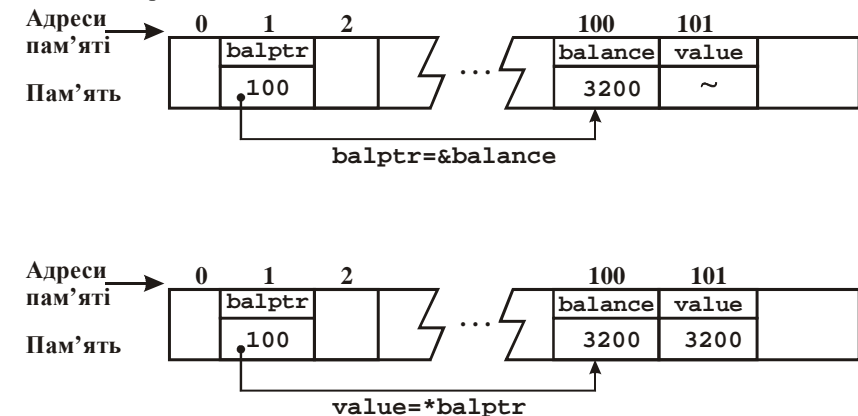 Адреси
пам’яті
0 1 2 100 101
balptr balance value
Пам’ять 100 ... 3200 ~
balptr=&balance
Адреси
пам’яті
0 1 2 100 101
balptr balance value
Пам’ять 100 ... 3200 3200
value=*balptr